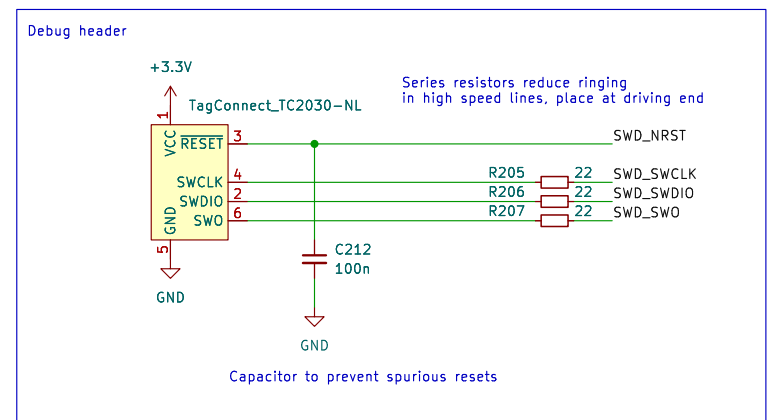 Debug header
+3.3V
Series resistors reduce ringing
in high speed lines, place at driving end
TagConnect_TC2030-NL
1
VCC
RESET
3
SWD_NRST
SWCLK
4
R205
22
SWD_SWCLK
SWDIO
2
R206
22
SWD_SWDIO
SWO
6
R207
22
SWD_SWO
GND
5
C212
100n
GND
GND
Capacitor to prevent spurious resets